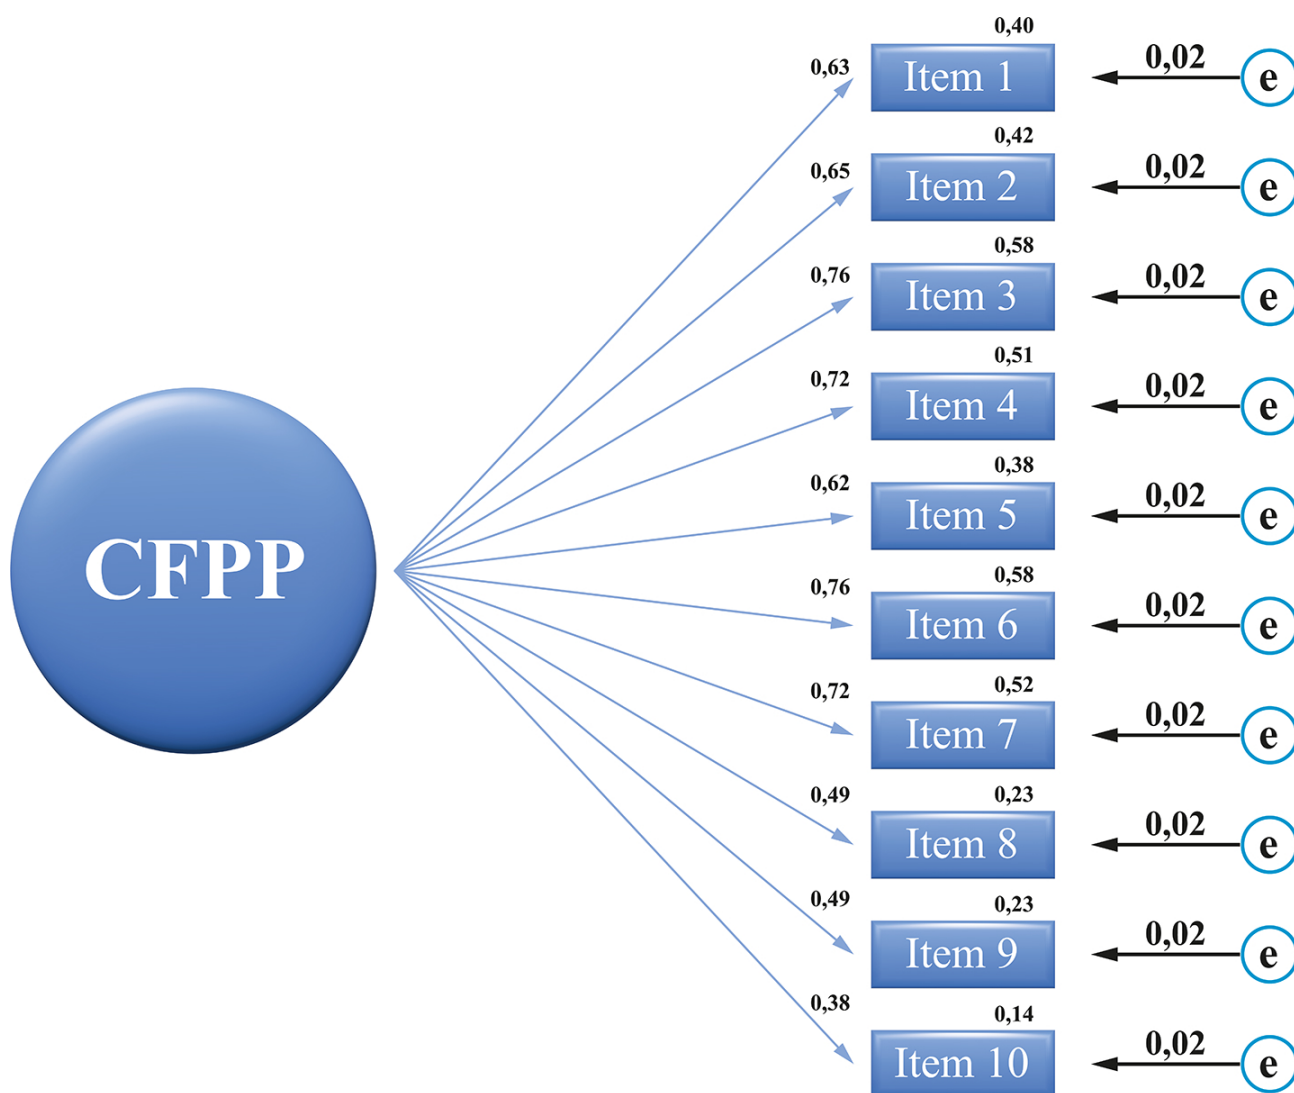 0,40
0,63 Item 1 0,02 e
0,42
0,65 Item 2 0,02 e
0,58
0,76 Item 3 0,02 e
0,51
0,72 Item 4 0,02 e
0,38
0,62 Item 5 0,02 e
CFPP
0,58
0,76 Item 6 0,02 e
0,52
0,72 Item 7 0,02 e
0,23
0,49 Item 8 0,02 e
0,23
0,49 Item 9 0,02 e
0,14
0,38 Item 10 0,02 e